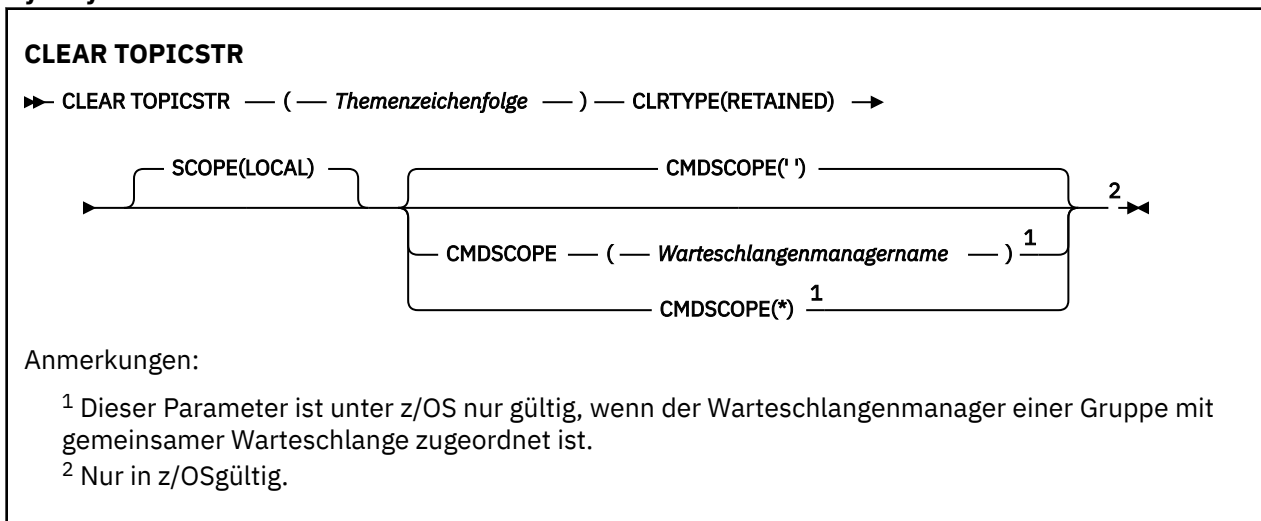 CLEAR TOPICSTR
CLEAR TOPICSTR ( Themenzeichenfolge ) CLRTYPE(RETAINED)
SCOPE(LOCAL) CMDSCOPE(' ')
2
CMDSCOPE ( Warteschlangenmanagername ) 1
CMDSCOPE(*) 1
Anmerkungen:
1 Dieser Parameter ist unter z/OS nur gültig, wenn der Warteschlangenmanager einer Gruppe mit
gemeinsamer Warteschlange zugeordnet ist.
2 Nur in z/OSgültig.